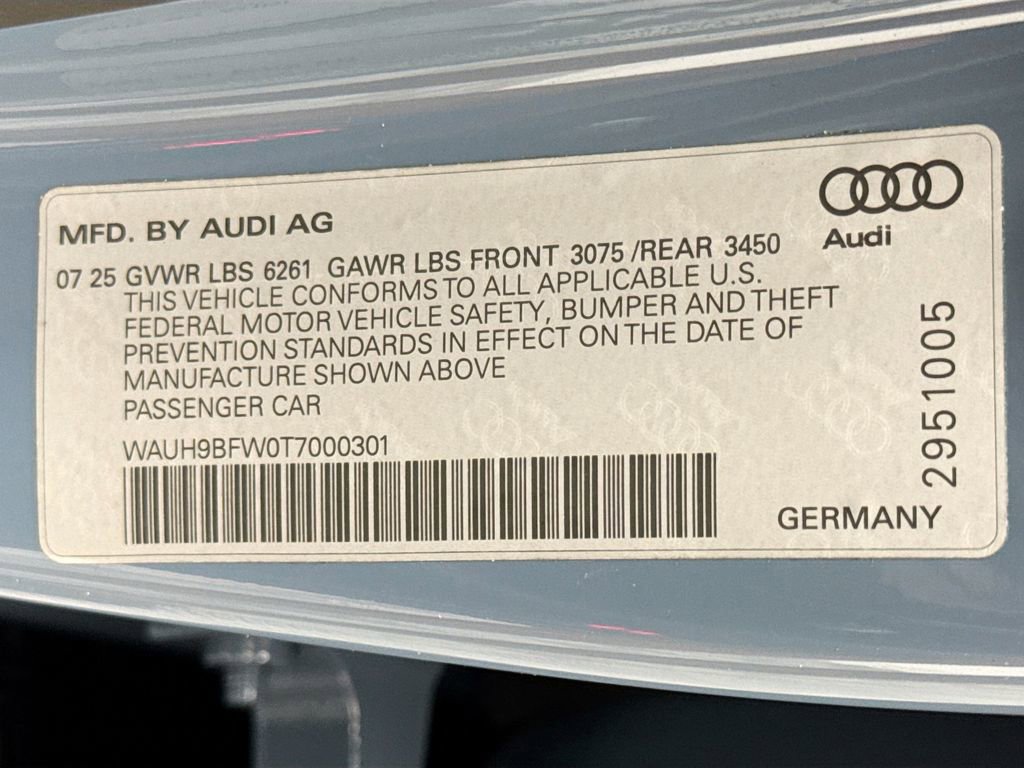 MFD. BY AUDI AG
Audi
07 25 GVWR LBS 6261 GAWR LBS FRONT 3075 /REAR 3450
THIS VEHICLE CONFORMS TO ALL APPLICABLE U.S.
FEDERAL MOTOR VEHICLE SAFETY, BUMPER AND THEFT
PREVENTION STANDARDS IN EFFECT ON THE DATE OF
MANUFACTURE SHOWN ABOVE
PASSENGER CAR
WAUH9BFW0T7000301
2951005
GERMANY